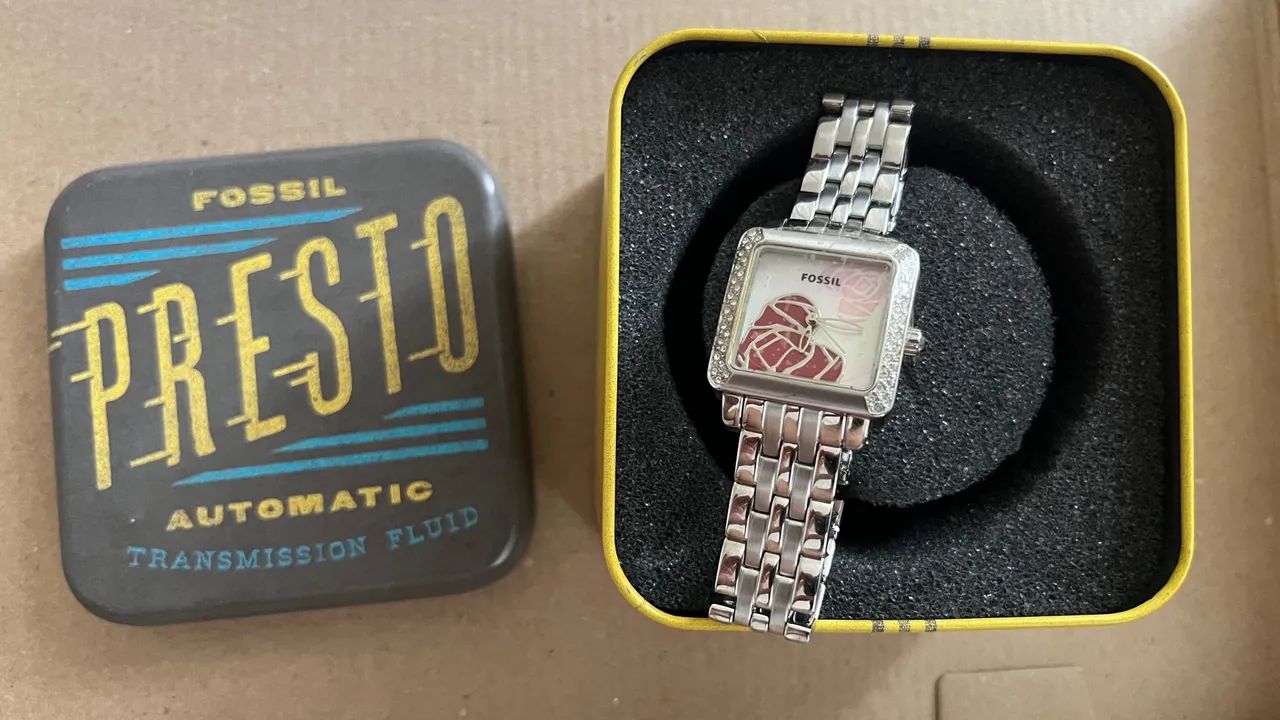 FOSSIL
PRESTO
AUTOMATIC
TRANSMISSION FLUID
FOSSIL